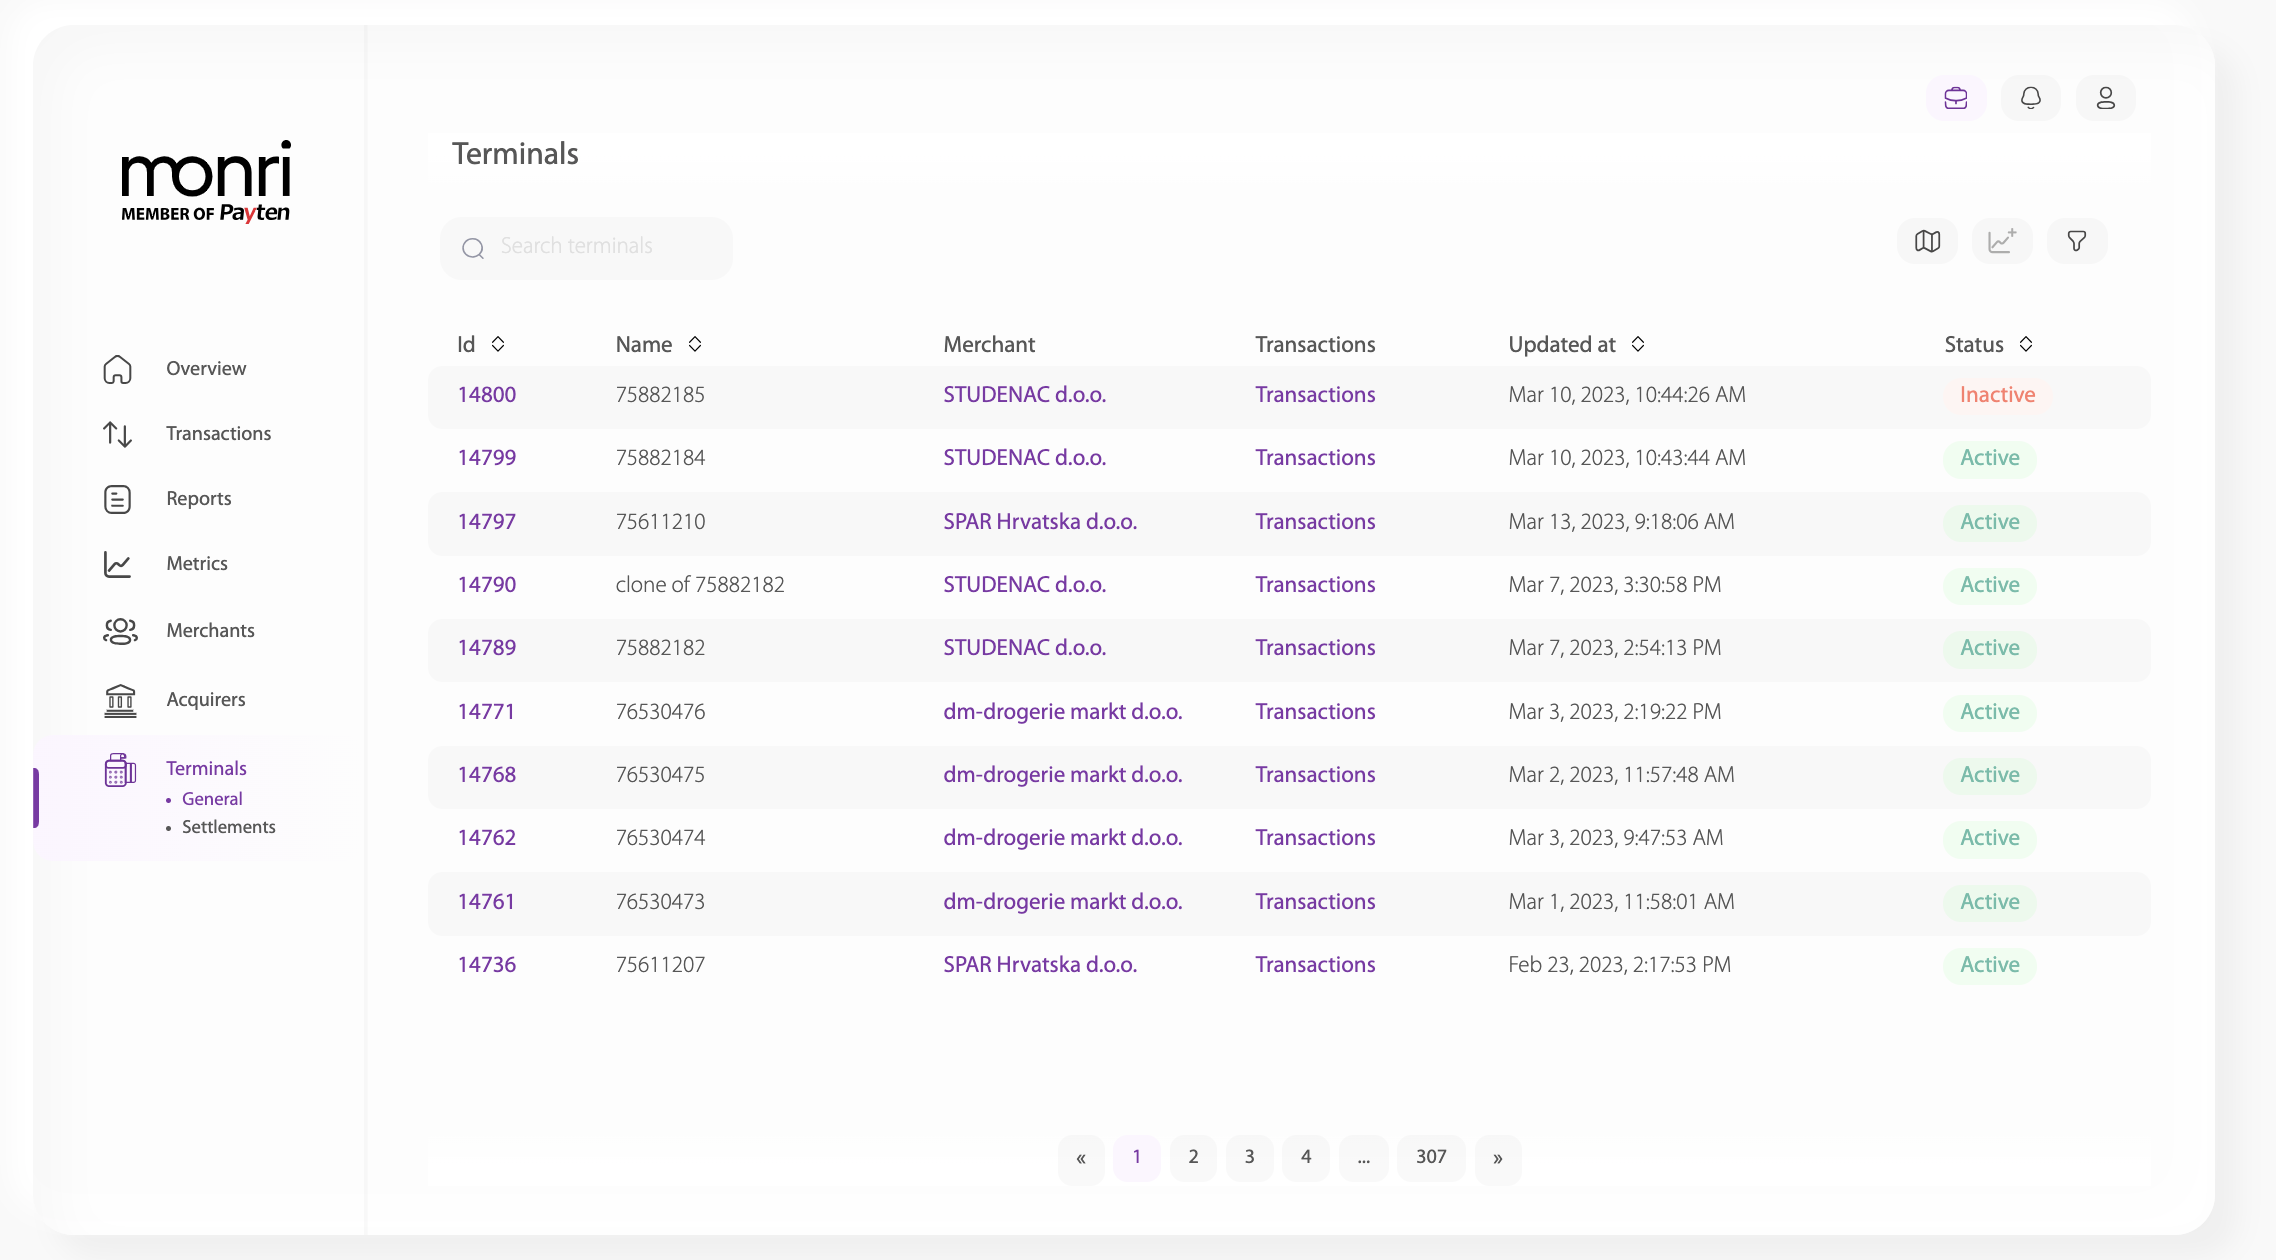 monri
MEMBER OF Payten
Overview
Transactions
Reports
Metrics
Merchants
Acquirers
Terminals
• General
• Settlements
Terminals
Search terminals
Id Name Merchant Transactions Updated at Status
14800 75882185 STUDENAC d.o.o. Transactions Mar 10, 2023, 10:44:26 AM Inactive
14799 75882184 STUDENAC d.o.o. Transactions Mar 10, 2023, 10:43:44 AM Active
14797 75611210 SPAR Hrvatska d.o.o. Transactions Mar 13, 2023, 9:18:06 AM Active
14790 clone of 75882182 STUDENAC d.o.o. Transactions Mar 7, 2023, 3:30:58 PM Active
14789 75882182 STUDENAC d.o.o. Transactions Mar 7, 2023, 2:54:13 PM Active
14771 76530476 dm-drogerie markt d.o.o. Transactions Mar 3, 2023, 2:19:22 PM Active
14768 76530475 dm-drogerie markt d.o.o. Transactions Mar 2, 2023, 11:57:48 AM Active
14762 76530474 dm-drogerie markt d.o.o. Transactions Mar 3, 2023, 9:47:53 AM Active
14761 76530473 dm-drogerie markt d.o.o. Transactions Mar 1, 2023, 11:58:01 AM Active
14736 75611207 SPAR Hrvatska d.o.o. Transactions Feb 23, 2023, 2:17:53 PM Active
« 1 2 3 4 ... 307 »